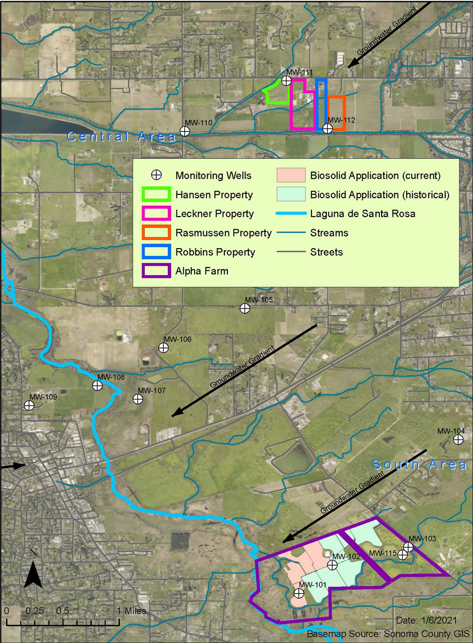 Groundwater Gradient
MW-111
MW-112
MW-110
Central Area
Monitoring Wells
Hansen Property
Leckner Property
Rasmussen Property
Robbins Property
Alpha Farm
Biosolid Application (current)
Biosolid Application (historical)
Laguna de Santa Rosa
Streams
Streets
MW-105
MW-106
Groundwater Gradient
MW-108
MW-107
MW-109
MW-104
South Area
Groundwater Gradient
MW-103
MW-115
MW-102
MW-101
N
0 0.25 0.5 1 Miles
Date: 1/6/2021
Basemap Source: Sonoma County GIS